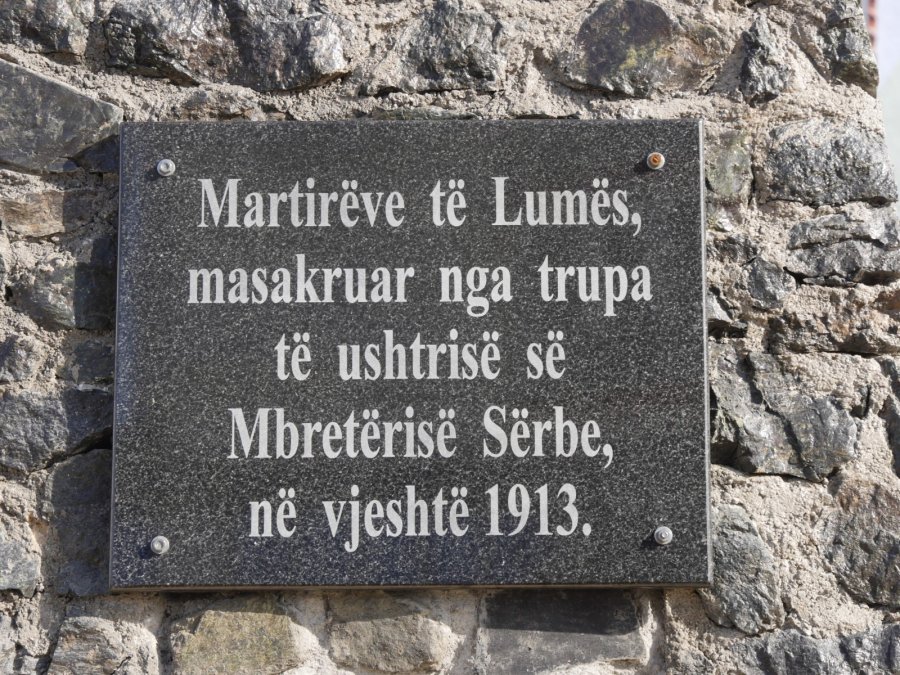 Martirëve të Lumës,
masakruar nga trupa
të ushtrisë së
Mbretërisë Sërbe,
në vjeshtë 1913.